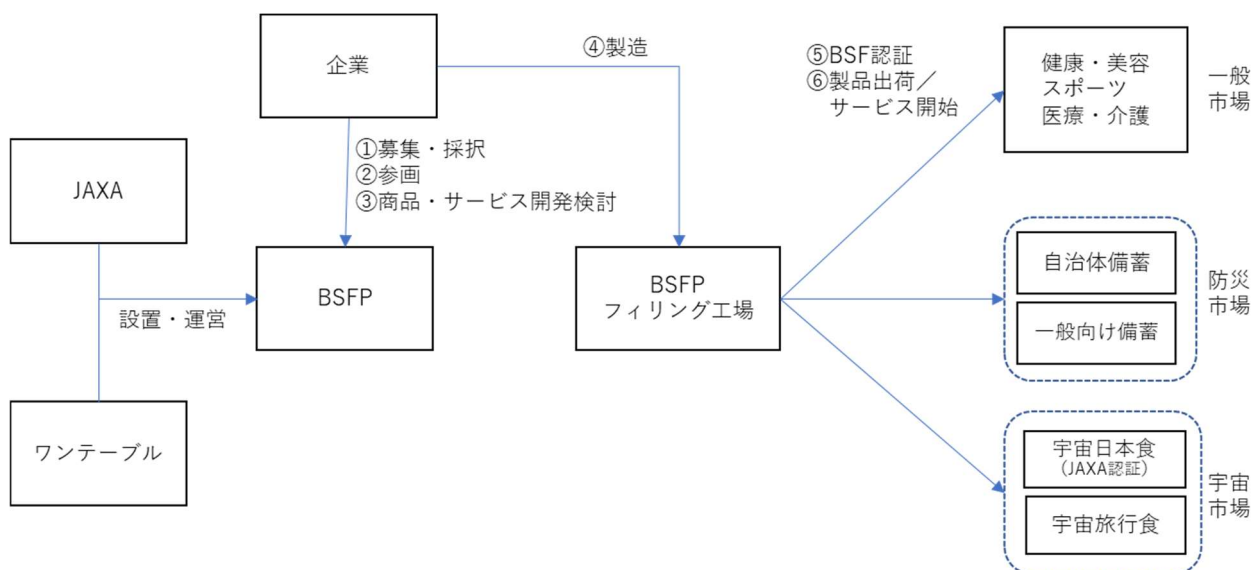 企業
④製造
⑤BSF認証
⑥製品出荷／
サービス開始
健康・美容
スポーツ
医療・介護
一般
市場
JAXA
①募集・採択
②参画
③商品・サービス開発検討
BSFP
設置・運営
BSFP
フィリング工場
自治体備蓄
一般向け備蓄
防災
市場
ワンテーブル
宇宙日本食
（JAXA認証）
宇宙旅行食
宇宙
市場